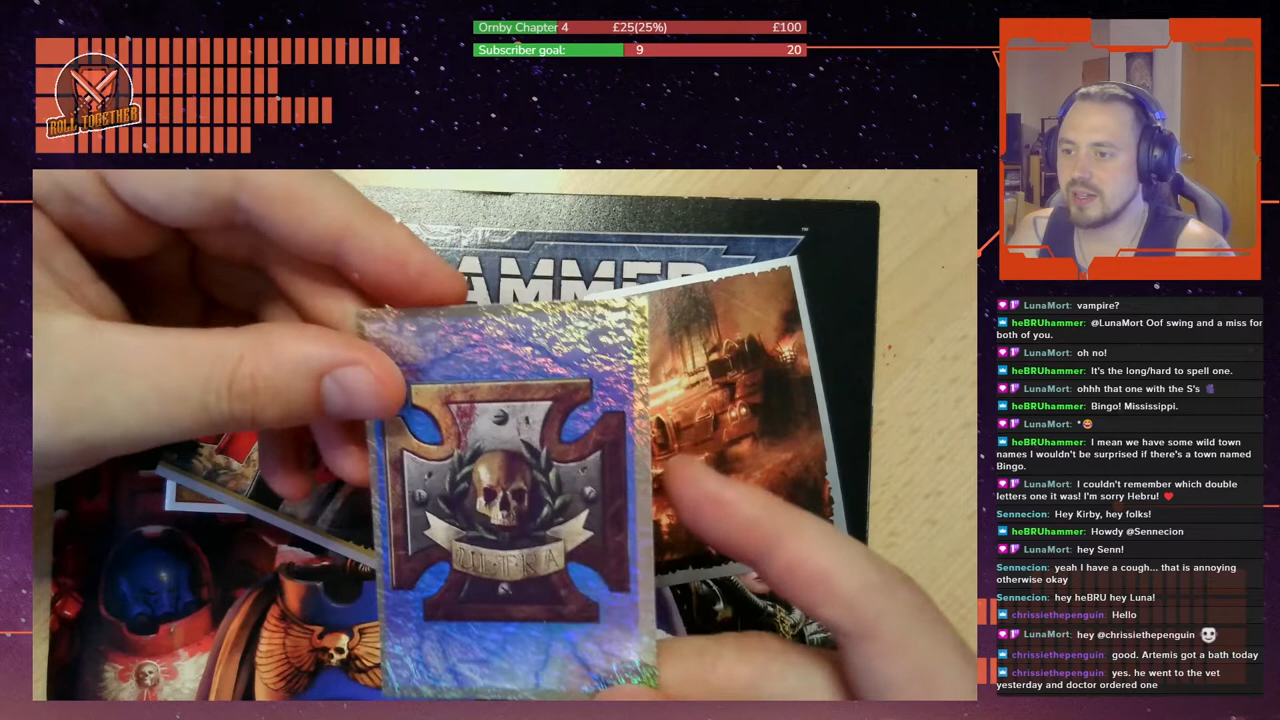 Ornby Chapter 4 £25(25%) £100
Subscriber goal: 9 20
ROLL TOGETHER
AMMER
™
ULTRA
LunaMort: vampire?
heBRUhammer: @LunaMort Oof swing and a miss for
both of you.
LunaMort: oh no!
heBRUhammer: It's the long/hard to spell one.
LunaMort: ohhh that one with the S's
heBRUhammer: Bingo! Mississippi.
LunaMort: *
heBRUhammer: I mean we have some wild town
names I wouldn't be surprised if there's a town named
Bingo.
LunaMort: I couldn't remember which double
letters one it was! I'm sorry Hebru! ♥
Sennecion: Hey Kirby, hey folks!
heBRUhammer: Howdy @Sennecion
LunaMort: hey Senn!
Sennecion: yeah I have a cough... that is annoying
otherwise okay
Sennecion: hey heBRU hey Luna!
chrissiethepenguin: Hello
LunaMort: hey @chrissiethepenguin
chrissiethepenguin: good. Artemis got a bath today
chrissiethepenguin: yes. he went to the vet
yesterday and doctor ordered one